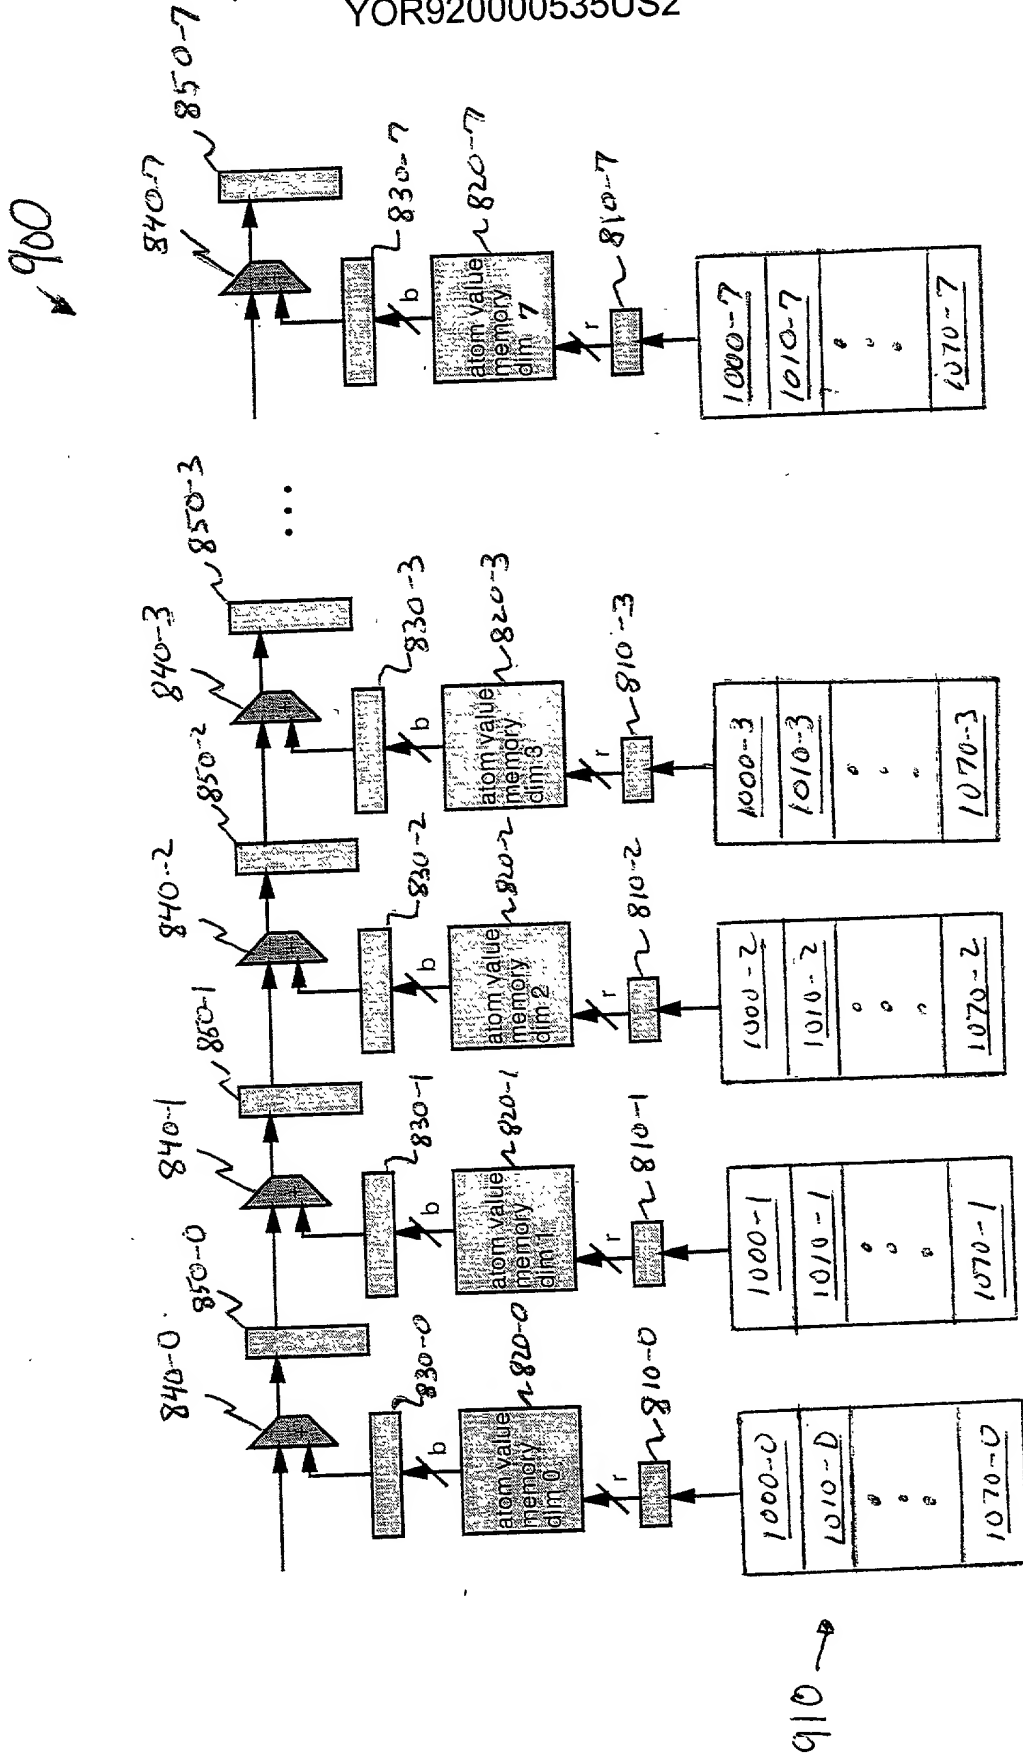 YOR920000535US2
900
840-0
850-0
840-1
850-1
840-2
850-2
840-3
850-3
...
840-7
850-7
830-0
830-1
830-2
830-3
830-7
b
b
b
b
b
atom value
memory
dim 0
820-0
atom value
memory
dim 1
820-1
atom value
memory
dim 2
820-2
atom value
memory
dim 3
820-3
atom value
memory
dim 7
820-7
r
r
r
r
r
810-0
810-1
810-2
810-3
810-7
910
1000-0
1010-0
1070-0
1000-1
1010-1
1070-1
1000-2
1010-2
1070-2
1000-3
1010-3
1070-3
1000-7
1010-7
1070-7